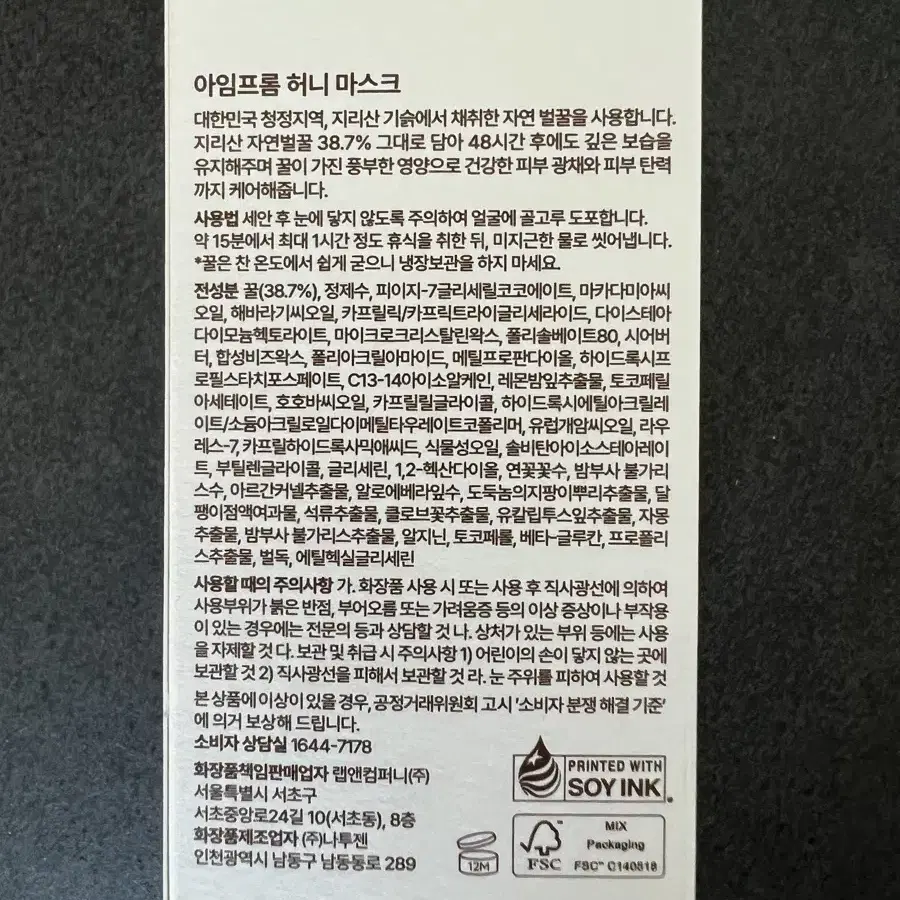 아임프롬 허니 마스크
대한민국 청정지역, 지리산 기슭에서 채취한 자연 벌꿀을 사용합니다.
지리산 자연벌꿀 38.7% 그대로 담아 48시간 후에도 깊은 보습을
유지해주며 꿀이 가진 풍부한 영양으로 건강한 피부 광채와 피부 탄력
까지 케어해줍니다.
사용법 세안 후 눈에 닿지 않도록 주의하여 얼굴에 골고루 도포합니다.
약 15분에서 최대 1시간 정도 휴식을 취한 뒤, 미지근한 물로 씻어냅니다.
*꿀은 찬 온도에서 쉽게 굳으니 냉장보관을 하지 마세요.
전성분 꿀(38.7%), 정제수, 피이지-7글리세릴코코에이트, 마카다미아씨
오일, 해바라기씨오일, 카프릴릭/카프릭트라이글리세라이드, 다이스테아
다이모늄헥토라이트, 마이크로크리스탈린왁스, 폴리솔베이트80, 시어버
터, 합성비즈왁스, 폴리아크릴아마이드, 메틸프로판다이올, 하이드록시프
로필스타치포스페이트, C13-14아이소알케인, 레몬밤잎추출물, 토코페릴
아세테이트, 호호바씨오일, 카프릴릴글라이콜, 하이드록시에틸아크릴레
이트/소듐아크릴로일다이메틸타우레이트코폴리머, 유럽개암씨오일, 라우
레스-7, 카프릴하이드록사믹애씨드, 식물성오일, 솔비탄아이소스테아레이
트, 부틸렌글라이콜, 글리세린, 1,2-헥산다이올, 연꽃꽃수, 밤부사 불가리
스수, 아르간커넬추출물, 알로에베라잎수, 도둑놈의지팡이뿌리추출물, 달
팽이점액여과물, 석류추출물, 클로브꽃추출물, 유칼립투스잎추출물, 자몽
추출물, 밤부사 불가리스추출물, 알지닌, 토코페롤, 베타-글루칸, 프로폴리
스추출물, 벌독, 에틸헥실글리세린
사용할 때의 주의사항 가. 화장품 사용 시 또는 사용 후 직사광선에 의하여
사용부위가 붉은 반점, 부어오름 또는 가려움증 등의 이상 증상이나 부작용
이 있는 경우에는 전문의 등과 상담할 것 나. 상처가 있는 부위 등에는 사용
을 자제할 것 다. 보관 및 취급 시 주의사항 1) 어린이의 손이 닿지 않는 곳에
보관할 것 2) 직사광선을 피해서 보관할 것 라. 눈 주위를 피하여 사용할 것
본 상품에 이상이 있을 경우, 공정거래위원회 고시 '소비자 분쟁 해결 기준'
에 의거 보상해 드립니다.
소비자 상담실 1644-7178
화장품책임판매업자 랩앤컴퍼니(주)
서울특별시 서초구
서초중앙로24길 10(서초동), 8층
화장품제조업자 (주)나투젠
인천광역시 남동구 남동동로 289
12M
PRINTED WITH
SOY INK
FSC
MIX
Packaging
FSC™ C140518